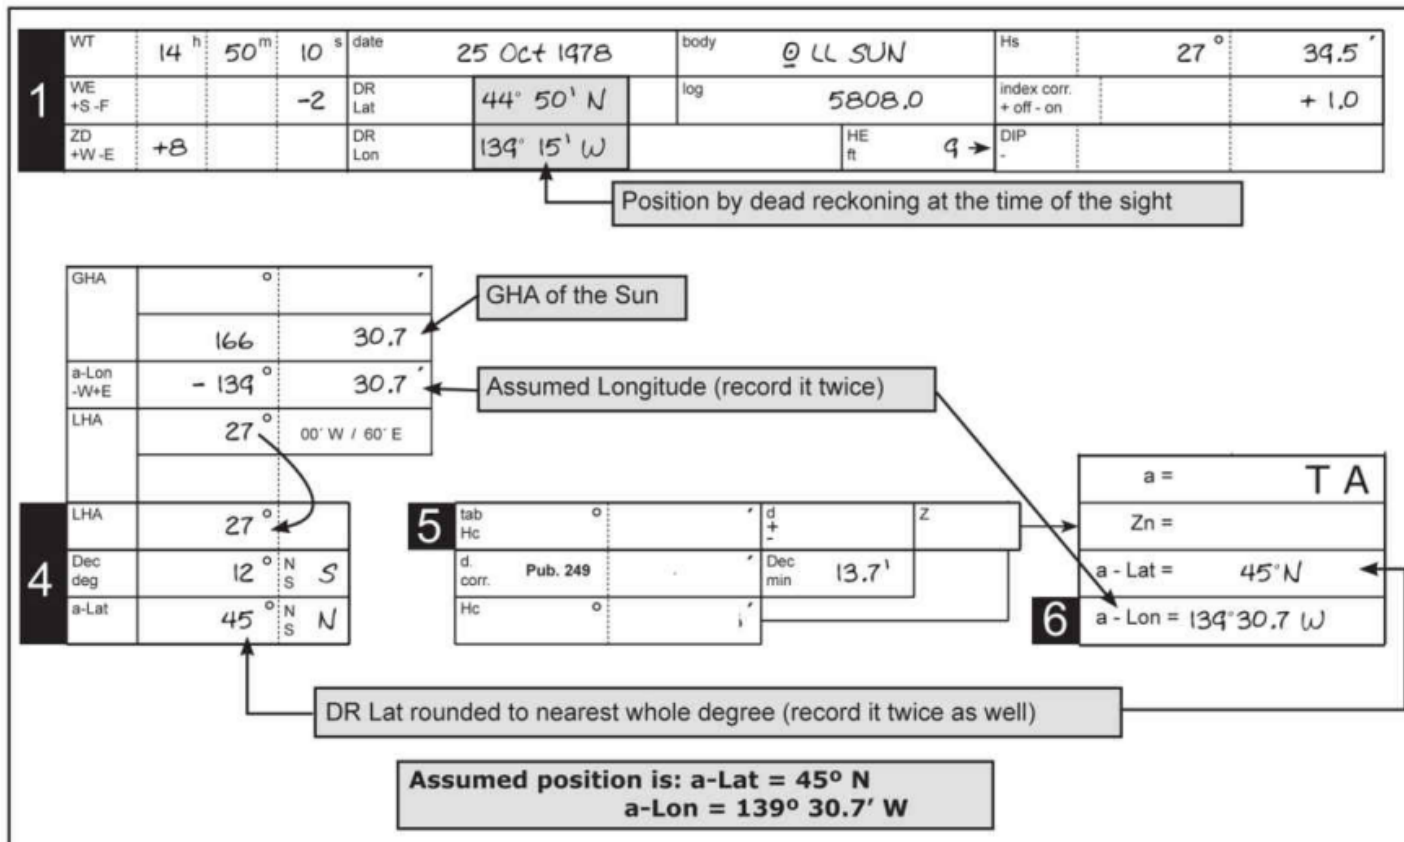 1
WT 14 h 50 m 10 s date 25 Oct 1978 body ⊙ LL SUN Hs 27° 39.5′
WE +S -F -2 DR Lat 44° 50' N log 5808.0 index corr. + off - on + 1.0
ZD +W -E +8 DR Lon 139° 15' W HE ft 9 DIP -
Position by dead reckoning at the time of the sight
GHA ° ′
166 30.7
GHA of the Sun
a-Lon -W+E - 139° 30.7′
Assumed Longitude (record it twice)
LHA 27° 00′ W / 60′ E
4
LHA 27°
Dec deg 12° N S S
a-Lat 45° N S N
5
tab Hc ° ′ d + - Z
d. corr. Pub. 249 . ′ Dec min 13.7'
Hc ° ′
6
a = T A
Zn =
a - Lat = 45° N
a - Lon = 139° 30.7 W
DR Lat rounded to nearest whole degree (record it twice as well)
Assumed position is: a-Lat = 45º N
a-Lon = 139º 30.7′ W